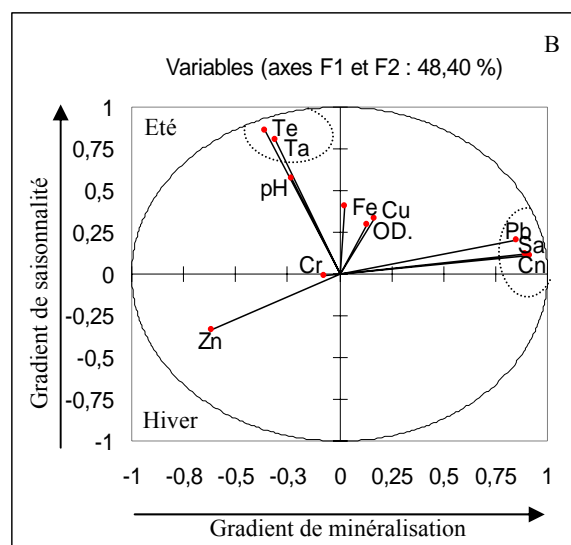 B
Variables (axes F1 et F2 : 48,40 %)
Gradient de saisonnalité
1
0,75
0,5
0,25
0
-0,25
-0,5
-0,75
-1
Eté
Te
Ta
pH
Fe
Cu
OD.
Pb
Sa
Cn
Cr
Zn
Hiver
-1 -0,8 -0,5 -0,3 0 0,25 0,5 0,75 1
Gradient de minéralisation